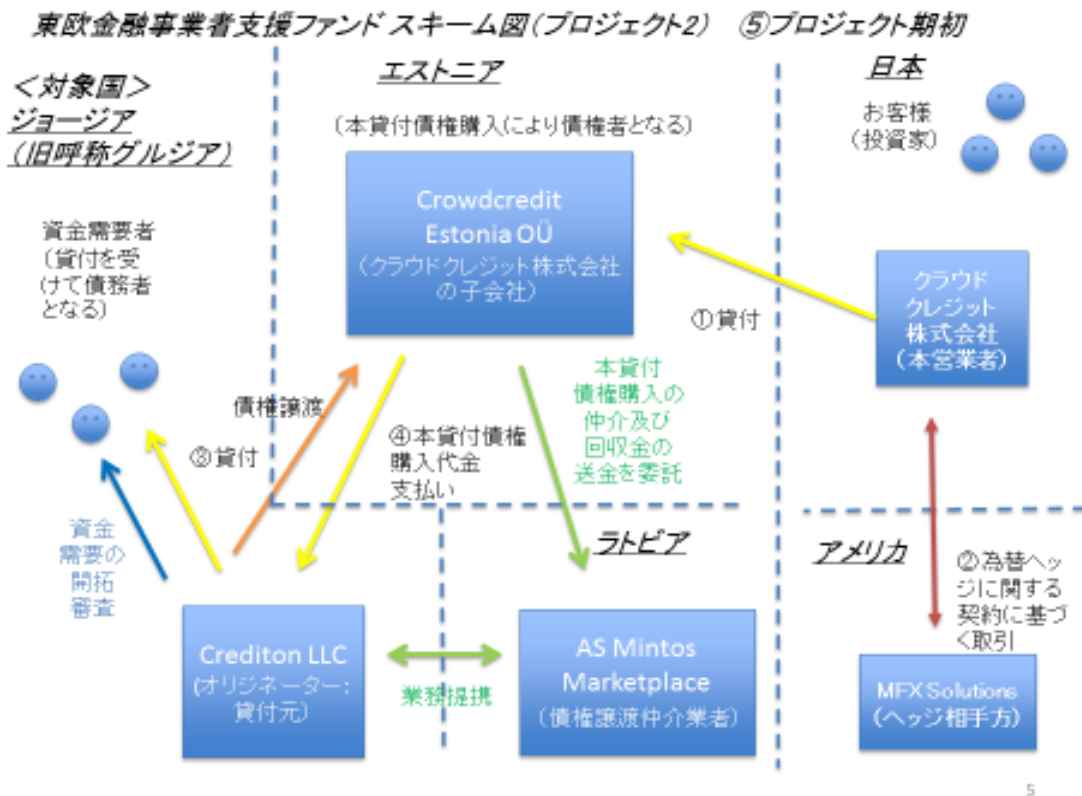 東欧金融事業者支援ファンド スキーム図(プロジェクト2) ⑤プロジェクト期初
<対象国>
ジョージア
(旧呼称グルジア)
エストニア
(本貸付債権購入により債権者となる)
日本
お客様
(投資家)
Crowdcredit
Estonia OÜ
(クラウドクレジット株式会社
の子会社)
資金需要者
(貸付を受
けて債務者
となる)
①貸付
クラウド
クレジット
株式会社
(本営業者)
債権譲渡
③貸付
④本貸付債権
購入代金
支払い
本貸付
債権購入の
仲介及び
回収金の
送金を委託
資金
需要の
開拓
審査
ラトビア
アメリカ
②為替ヘッ
ジに関する
契約に基づ
く取引
Crediton LLC
(オリジネーター:
貸付元)
業務提携
AS Mintos
Marketplace
(債権譲渡仲介業者)
MFX Solutions
(ヘッジ相手方)
5